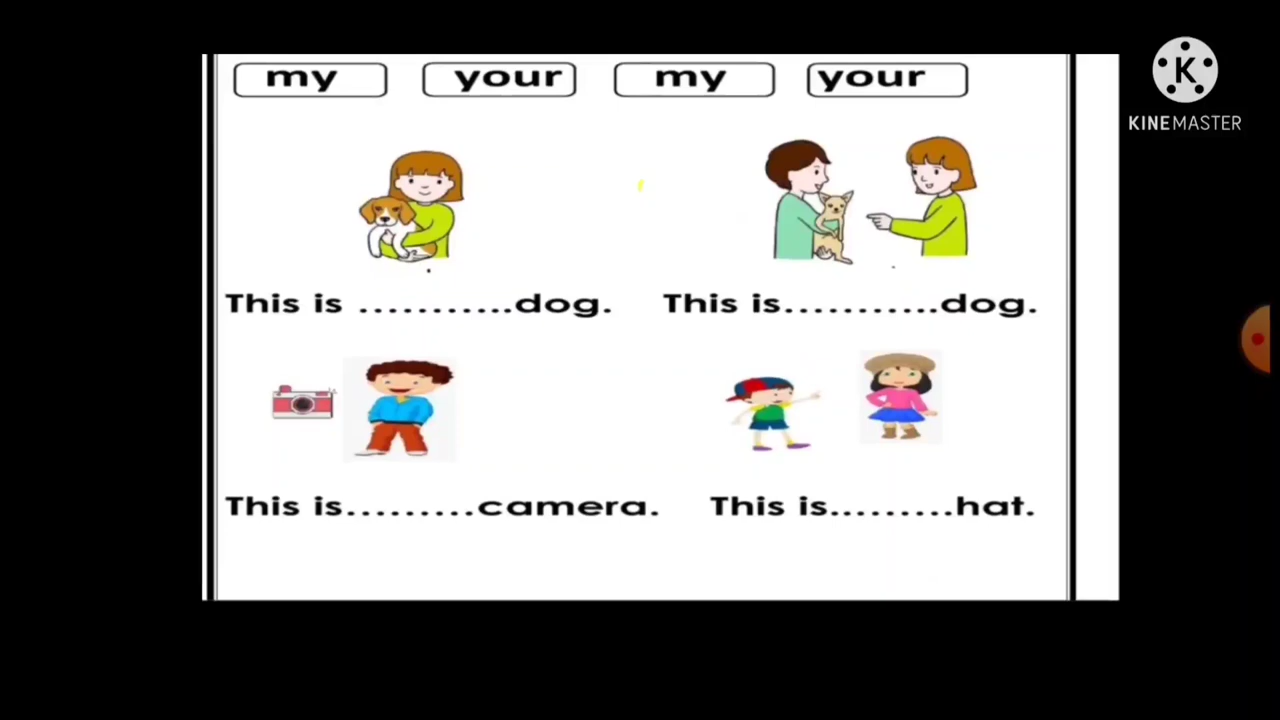 my your my your
KINEMASTER
This is ………..dog. This is………..dog.
This is………camera. This is………hat.